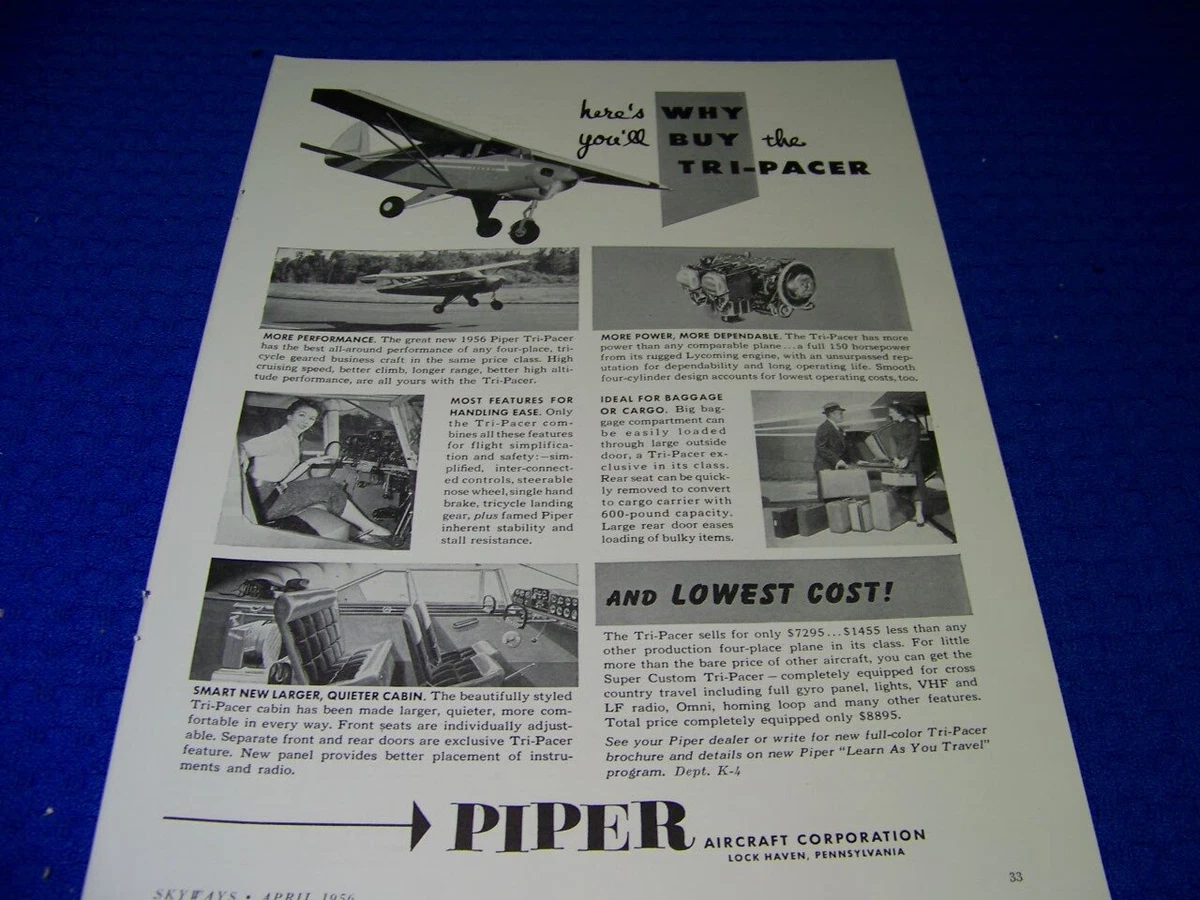 here's WHY
you'll BUY the
TRI-PACER
MORE PERFORMANCE. The great new 1956 Piper Tri-Pacer
has the best all-around performance of any four-place, tri-
cycle geared business craft in the same price class. High
cruising speed, better climb, longer range, better high alti-
tude performance, are all yours with the Tri-Pacer.
MORE POWER, MORE DEPENDABLE. The Tri-Pacer has more
power than any comparable plane...a full 150 horsepower
from its rugged Lycoming engine, with an unsurpassed rep-
utation for dependability and long operating life. Smooth
four-cylinder design accounts for lowest operating costs, too.
MOST FEATURES FOR
HANDLING EASE. Only
the Tri-Pacer com-
bines all these features
for flight simplifica-
tion and safety:—sim-
plified, inter-connect-
ed controls, steerable
nose wheel, single hand
brake, tricycle landing
gear, plus famed Piper
inherent stability and
stall resistance.
IDEAL FOR BAGGAGE
OR CARGO. Big bag-
gage compartment can
be easily loaded
through large outside
door, a Tri-Pacer ex-
clusive in its class.
Rear seat can be quick-
ly removed to convert
to cargo carrier with
600-pound capacity.
Large rear door eases
loading of bulky items.
SMART NEW LARGER, QUIETER CABIN. The beautifully styled
Tri-Pacer cabin has been made larger, quieter, more com-
fortable in every way. Front seats are individually adjust-
able. Separate front and rear doors are exclusive Tri-Pacer
feature. New panel provides better placement of instru-
ments and radio.
AND LOWEST COST!
The Tri-Pacer sells for only $7295...$1455 less than any
other production four-place plane in its class. For little
more than the bare price of other aircraft, you can get the
Super Custom Tri-Pacer — completely equipped for cross
country travel including full gyro panel, lights, VHF and
LF radio, Omni, homing loop and many other features.
Total price completely equipped only $8895.
See your Piper dealer or write for new full-color Tri-Pacer
brochure and details on new Piper "Learn As You Travel"
program. Dept. K-4
PIPER AIRCRAFT CORPORATION
LOCK HAVEN, PENNSYLVANIA
33
SKYWAYS • APRIL 1956